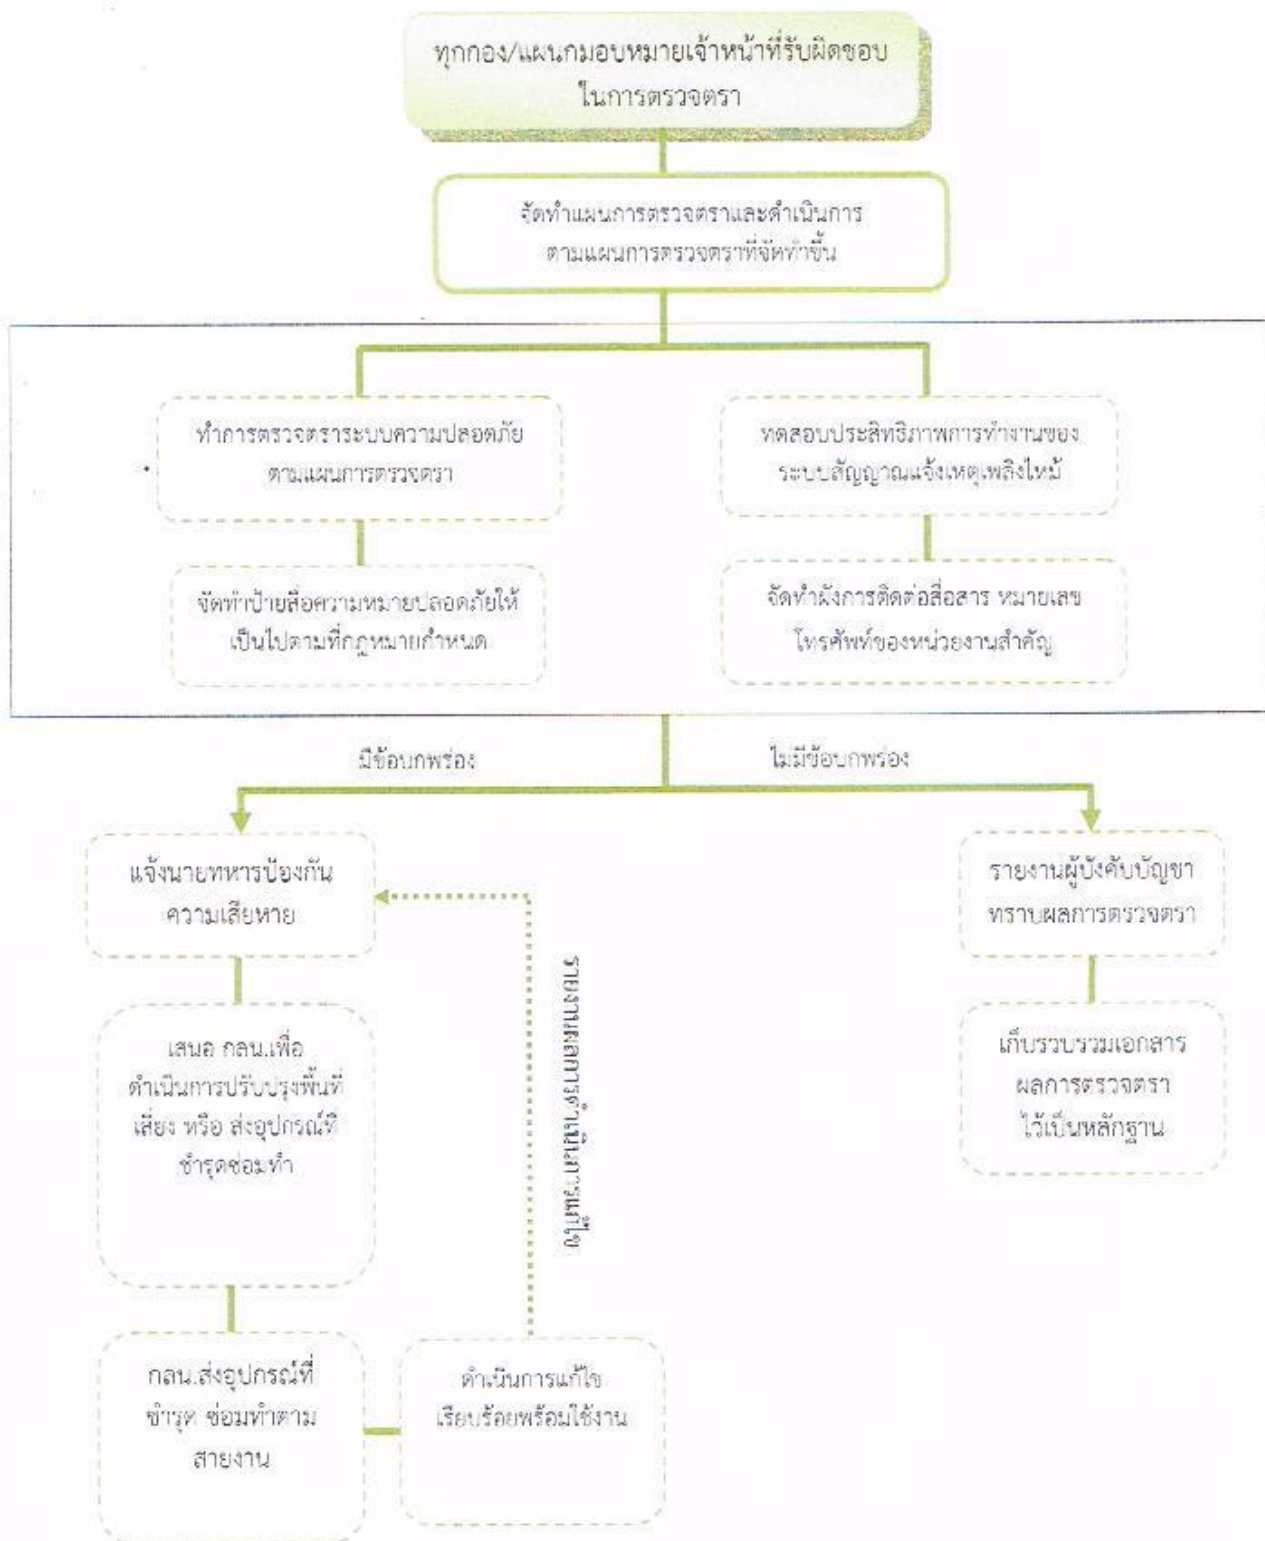 ทุกกอง/แผนกมอบหมายเจ้าหน้าที่รับผิดชอบ
ในการตรวจตรา
จัดทำแผนการตรวจตราและดำเนินการ
ตามแผนการตรวจตราที่จัดทำขึ้น
ทำการตรวจตราระบบความปลอดภัย
ตามแผนการตรวจตรา
ทดสอบประสิทธิภาพการทำงานของ
ระบบสัญญาณแจ้งเหตุเพลิงไหม้
จัดทำป้ายสื่อความหมายปลอดภัยให้
เป็นไปตามที่กฎหมายกำหนด
จัดทำผังการติดต่อสื่อสาร หมายเลข
โทรศัพท์ของหน่วยงานสำคัญ
มีข้อบกพร่อง
ไม่มีข้อบกพร่อง
แจ้งนายทหารป้องกัน
ความเสียหาย
รายงานผู้บังคับบัญชา
ทราบผลการตรวจตรา
เสนอ กลน.เพื่อ
ดำเนินการปรับปรุงพื้นที่
เสี่ยง หรือ ส่งอุปกรณ์ที่
ชำรุดซ่อมทำ
รายงานผลการดำเนินการแก้ไข
เก็บรวบรวมเอกสาร
ผลการตรวจตรา
ไว้เป็นหลักฐาน
กลน.ส่งอุปกรณ์ที่
ชำรุด ซ่อมทำตาม
สายงาน
ดำเนินการแก้ไข
เรียบร้อยพร้อมใช้งาน